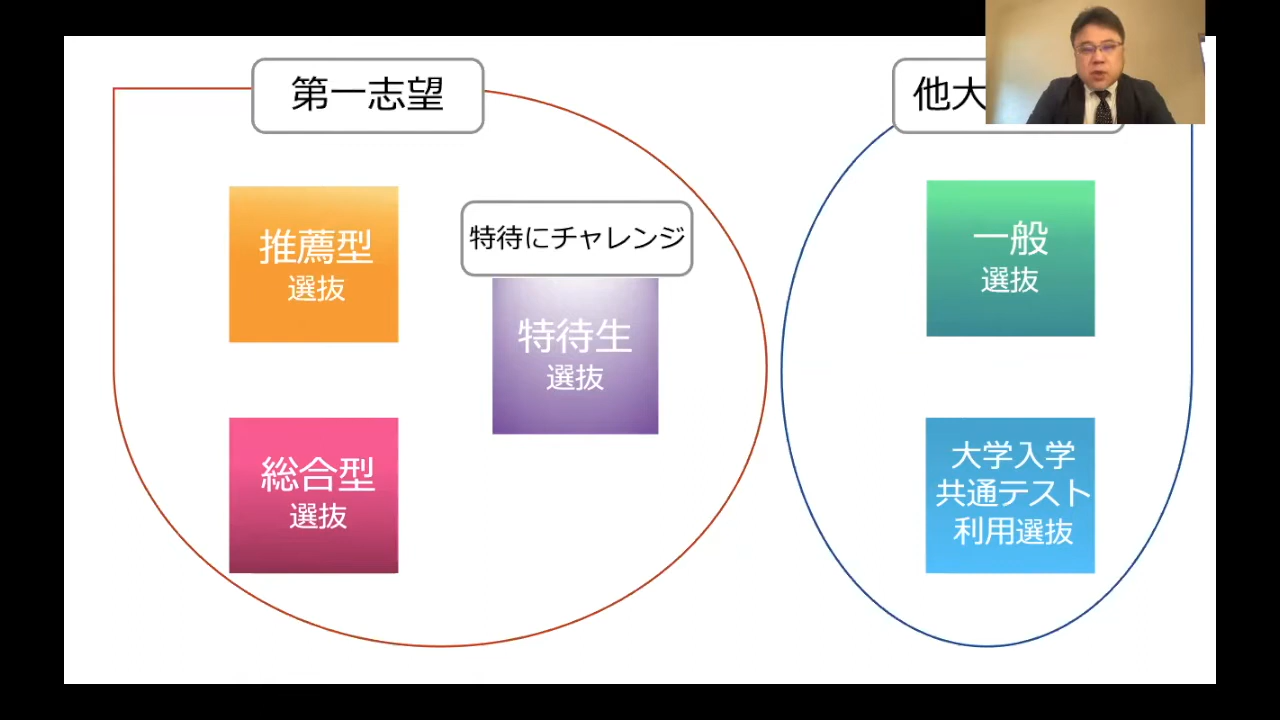 第一志望
他大
推薦型
選抜
特待にチャレンジ
特待生
選抜
総合型
選抜
一般
選抜
大学入学
共通テスト
利用選抜